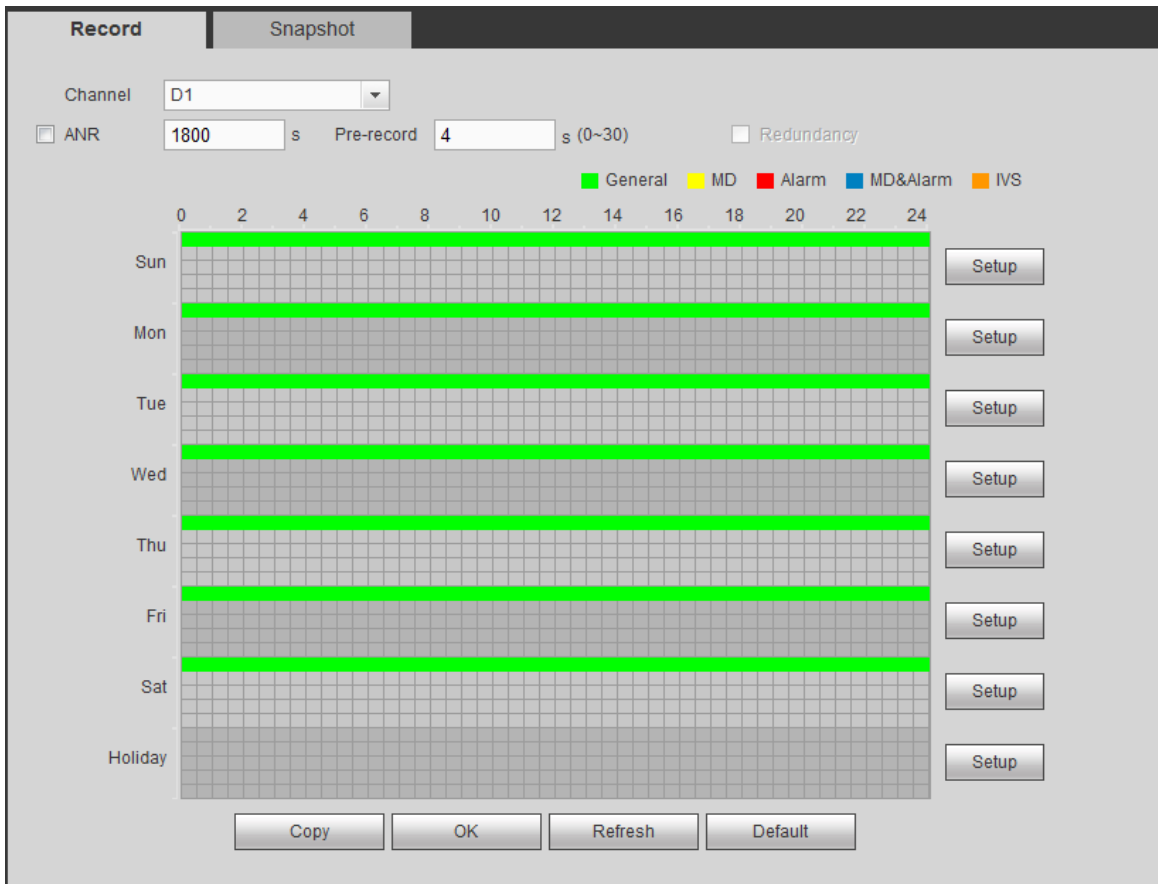 Record Snapshot
Channel D1
ANR 1800 s Pre-record 4 s (0~30) Redundancy
General MD Alarm MD&Alarm IVS
0 2 4 6 8 10 12 14 16 18 20 22 24
Sun Setup
Mon Setup
Tue Setup
Wed Setup
Thu Setup
Fri Setup
Sat Setup
Holiday Setup
Copy OK Refresh Default